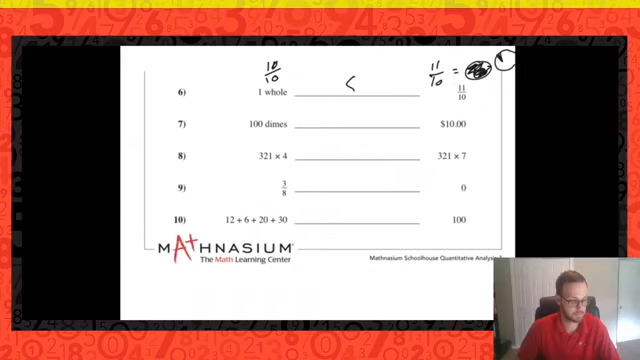 10/10 11/10 =
6) 1 whole < 11/10
7) 100 dimes $10.00
8) 321 × 4 321 × 7
9) 3/8 0
10) 12 + 6 + 20 + 30 100
MATHNASIUM
The Math Learning Center
Mathnasium Schoolhouse Quantitative Analysis